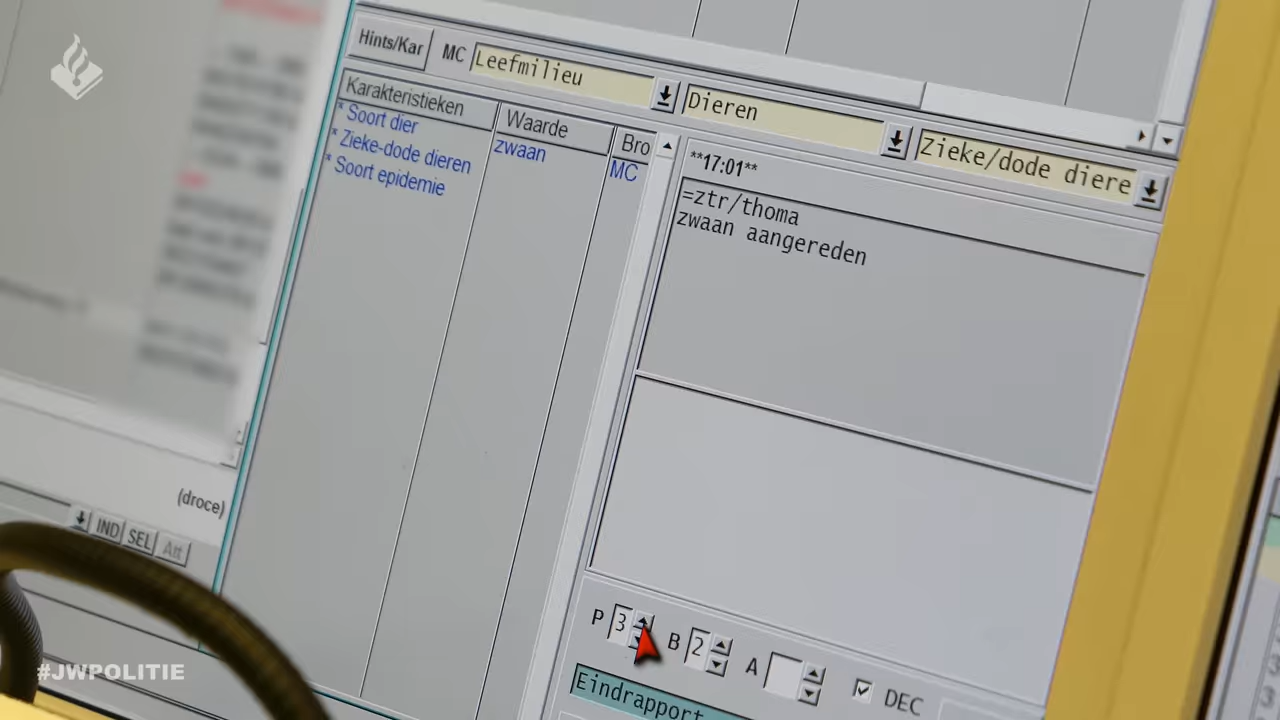 Hints/Kar
MC
Leefmilieu
Dieren
Zieke/dode diere
Karakteristieken
Waarde
Bro
* Soort dier
zwaan
MC
* Zieke-dode dieren
* Soort epidemie
**17:01**
=ztr/thoma
zwaan aangereden
(droce)
IND
SEL
Att
P 3
B 2
A
DEC
Eindrapport
#JWPOLITIE